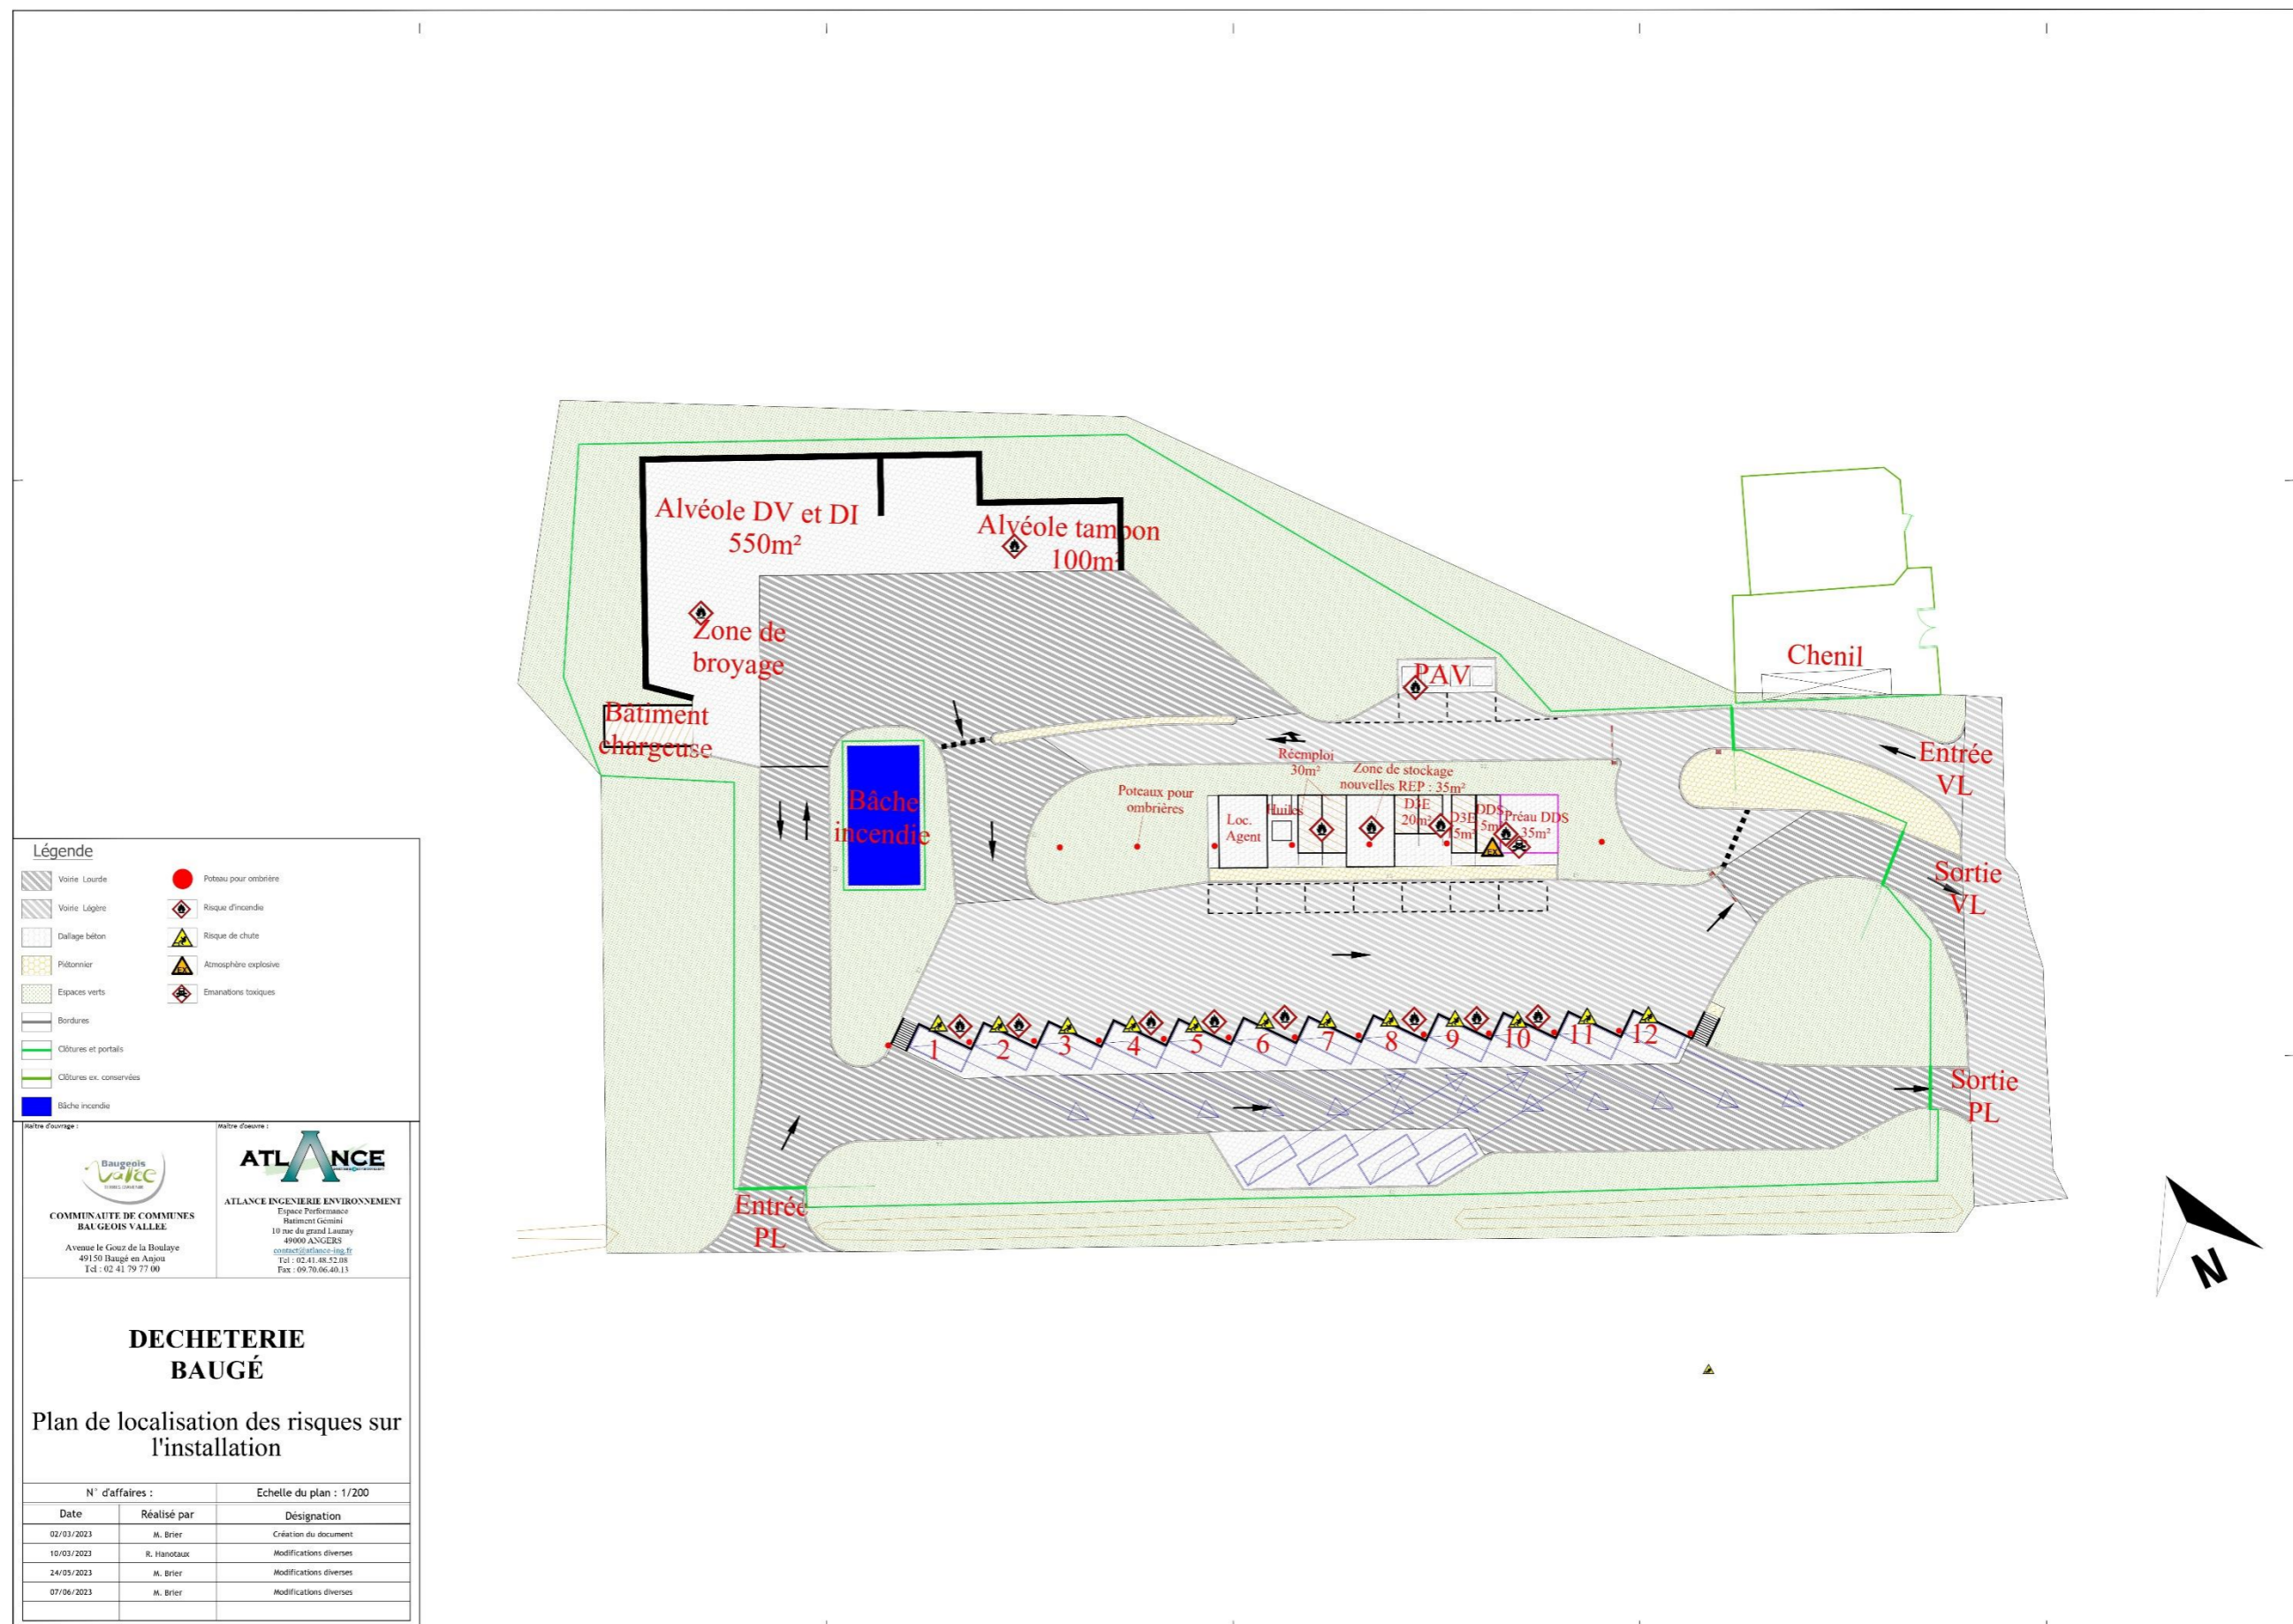 Alvéole DV et DI
550m²
Alvéole tampon
100m²
Zone de
broyage
Bâtiment
chargeuse
PAV
Chenil
Entrée
VL
Bâche
incendie
Poteaux pour
ombrières
Réemploi
30m²
Zone de stockage
nouvelles REP : 35m²
Loc.
Agent
Huiles
D3E
20m²
D3E
15m²
DDS
Préau DDS
35m²
EX
Sortie
VL
1
2
3
4
5
6
7
8
9
10
11
12
Sortie
PL
Entrée
PL
N
Légende
Voirie Lourde
Voirie Légère
Dallage béton
Piétonnier
Espaces verts
Bordures
Clôtures et portails
Clôtures ex. conservées
Bâche incendie
Poteau pour ombrière
Risque d'incendie
Risque de chute
Atmosphère explosive
Emanations toxiques
Maître d'ouvrage :
Baugeois
Vallée
COMMUNAUTE DE COMMUNES
BAUGEOIS VALLEE
Avenue le Gouz de la Boulaye
49150 Baugé en Anjou
Tel : 02 41 79 77 00
Maître d'oeuvre :
ATLANCE
ATLANCE INGENIERIE ENVIRONNEMENT
Espace Performance
Batiment Gémini
10 rue du grand Launay
49000 ANGERS
contact@atlance-ing.fr
Tel : 02.41.48.52.08
Fax : 09.70.06.40.13
DECHETERIE
BAUGÉ
Plan de localisation des risques sur
l'installation
N° d'affaires :
Echelle du plan : 1/200
Date Réalisé par Désignation
02/03/2023 M. Brier Création du document
10/03/2023 R. Hanotaux Modifications diverses
24/05/2023 M. Brier Modifications diverses
07/06/2023 M. Brier Modifications diverses